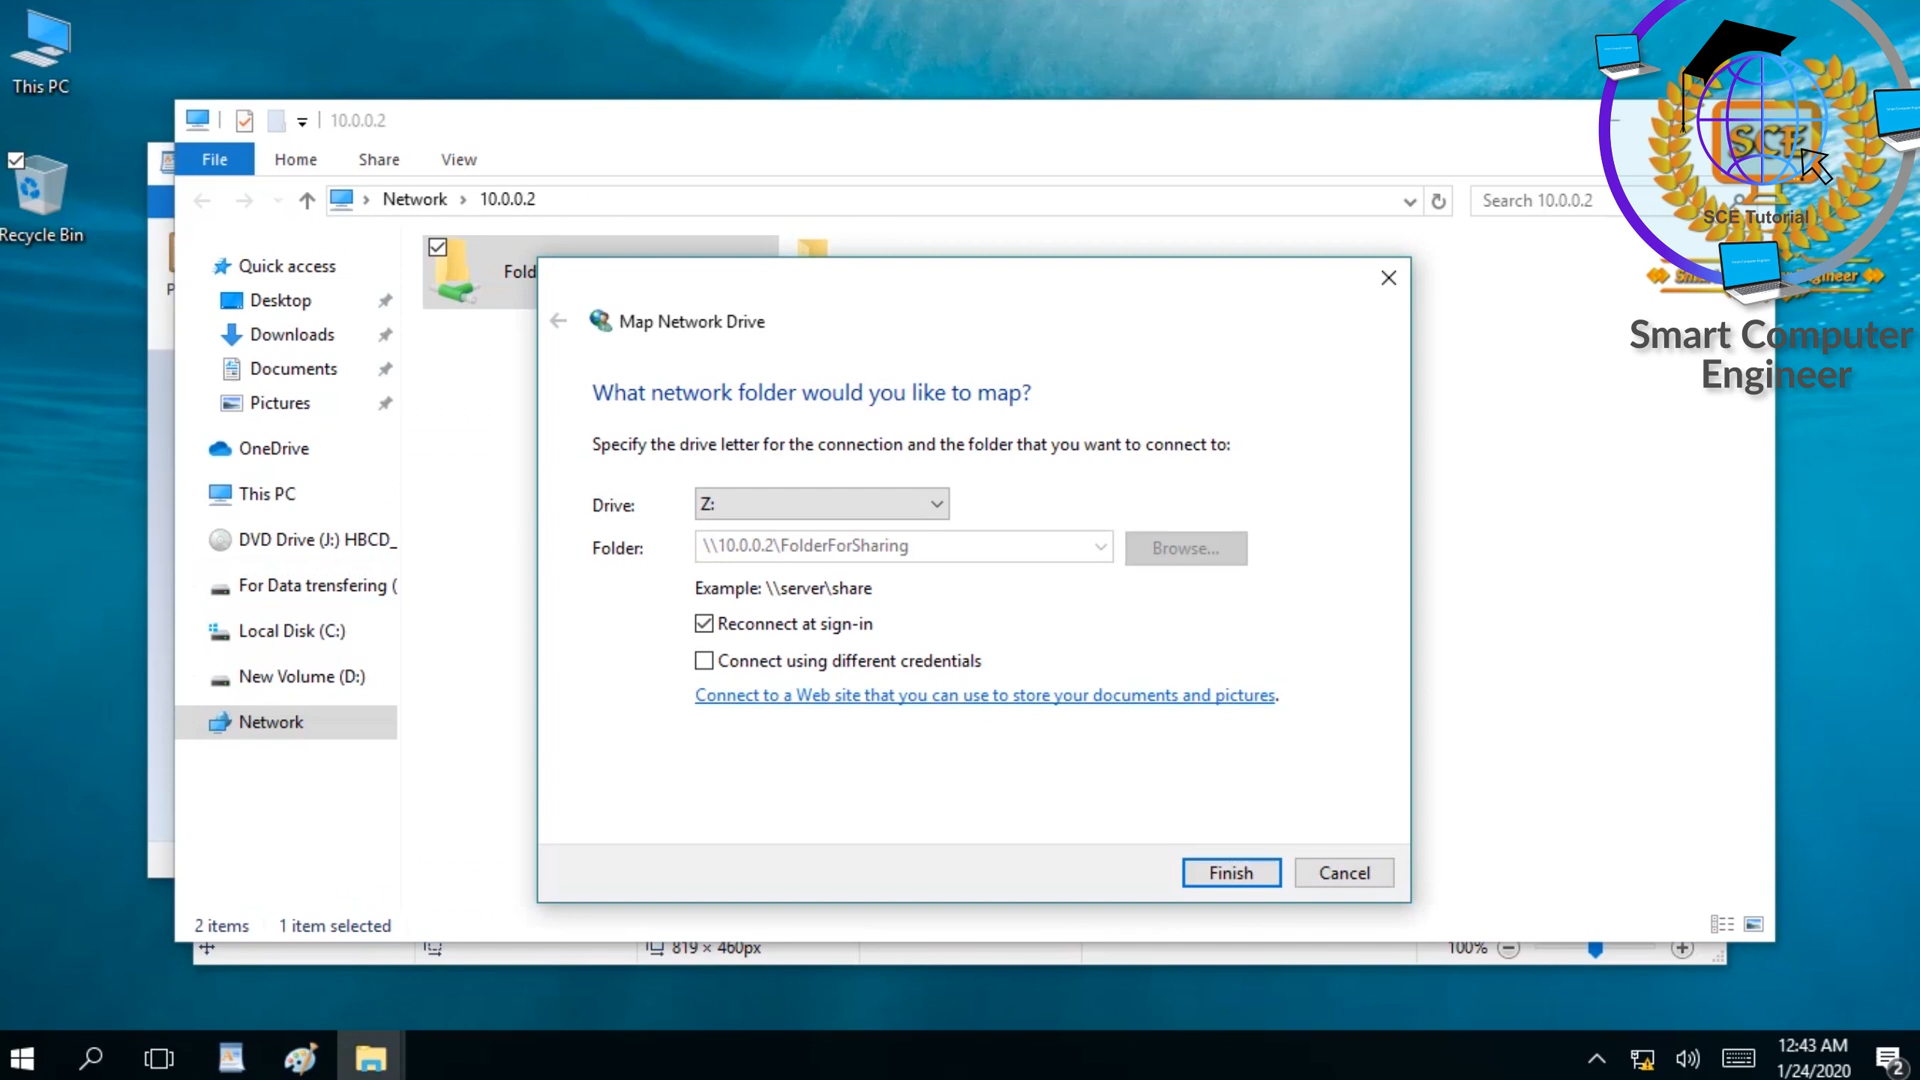 This PC
Recycle Bin
10.0.0.2
File Home Share View
Network 10.0.0.2
Search 10.0.0.2
Quick access
Desktop
Downloads
Documents
Pictures
OneDrive
This PC
DVD Drive (J:) HBCD_
For Data trensfering (
Local Disk (C:)
New Volume (D:)
Network
Fold
Map Network Drive
What network folder would you like to map?
Specify the drive letter for the connection and the folder that you want to connect to:
Drive: Z:
Folder: \\10.0.0.2\FolderForSharing Browse...
Example: \\server\share
Reconnect at sign-in
Connect using different credentials
Connect to a Web site that you can use to store your documents and pictures.
Finish Cancel
2 items 1 item selected
819 × 460px
100%
SCE
SCE Tutorial
Smart Computer
Engineer
12:43 AM
1/24/2020
2